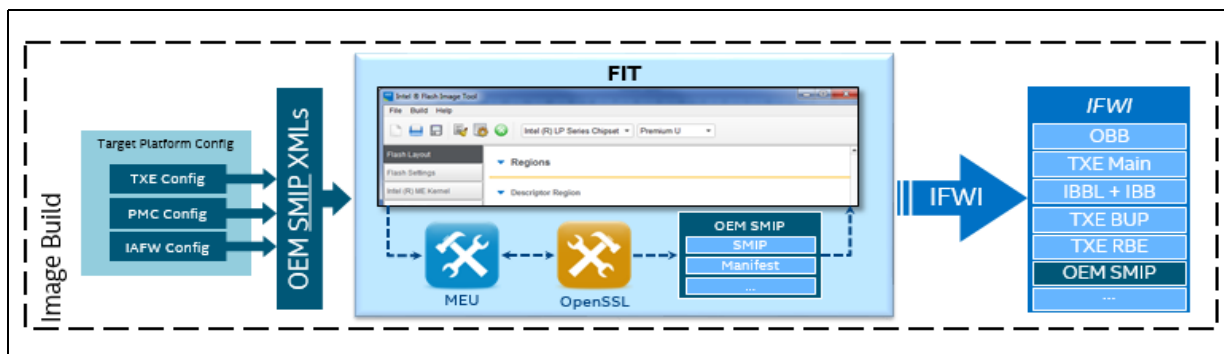 Image Build
Target Platform Config
TXE Config
PMC Config
IAFW Config
OEM SMIP XMLs
FIT
Intel ® Flash Image Tool
File Build Help
Intel (R) LP Series Chipset
Premium U
Flash Layout
Flash Settings
Intel (R) ME Kernel
Regions
Descriptor Region
MEU
OpenSSL
OEM SMIP
SMIP
Manifest
...
IFWI
IFWI
OBB
TXE Main
IBBL + IBB
TXE BUP
TXE RBE
OEM SMIP
...